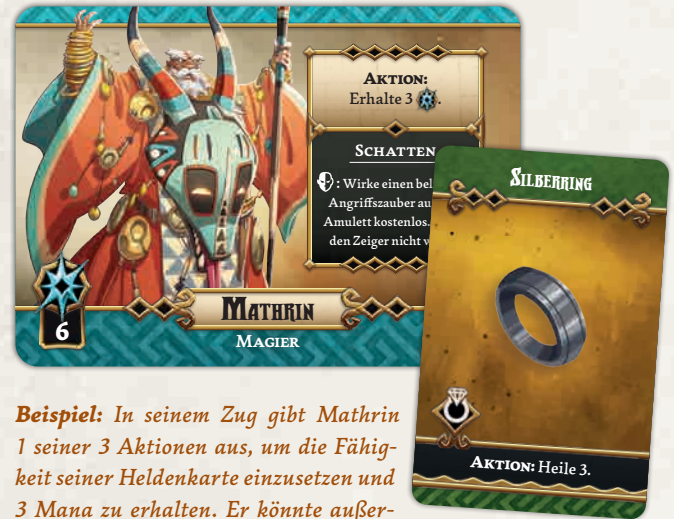 AKTION:
Erhalte 3 .
SCHATTEN
: Wirke einen
Angriffszauber
Amulett kostenlos.
den Zeiger nicht
6
MATHRIN
MAGIER
SILBERRING
AKTION: Heile 3.
Beispiel: In seinem Zug gibt Mathrin
1 seiner 3 Aktionen aus, um die Fähig-
keit seiner Heldenkarte einzusetzen und
3 Mana zu erhalten. Er könnte außer-